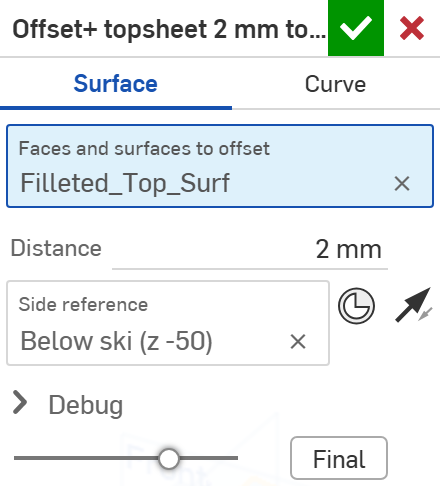 Offset+ topsheet 2 mm to...
Surface Curve
Faces and surfaces to offset
Filleted_Top_Surf
Distance 2 mm
Side reference
Below ski (z -50)
Debug
Front
Final